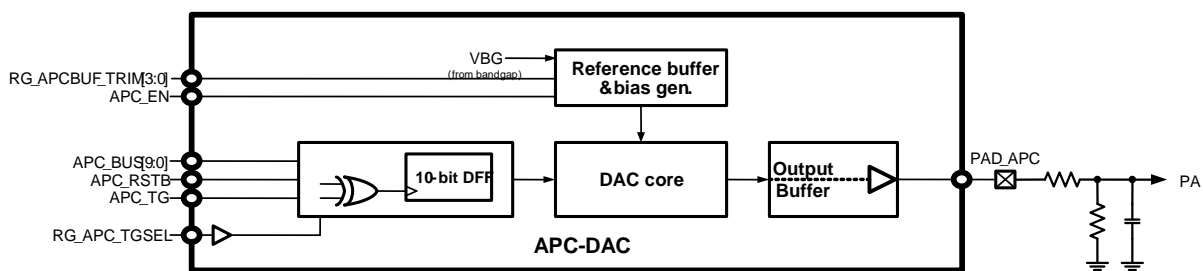 VBG
(from bandgap)
Reference buffer
&bias gen.
RG_APCBUF_TRIM[3:0]
APC_EN
APC_BUS[9:0]
APC_RSTB
APC_TG
RG_APC_TGSEL
10-bit DFF
DAC core
Output
Buffer
PAD_APC
PA
APC-DAC